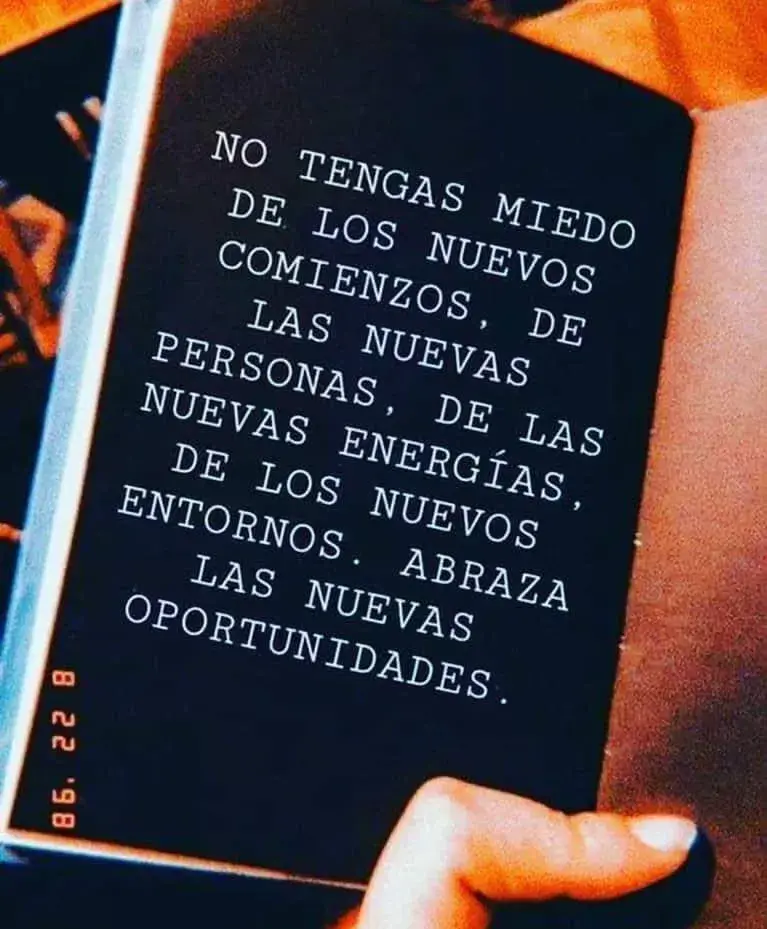 NO TENGAS MIEDO
DE LOS NUEVOS
COMIENZOS, DE
LAS NUEVAS
PERSONAS, DE LAS
NUEVAS ENERGÍAS,
DE LOS NUEVOS
ENTORNOS. ABRAZA
LAS NUEVAS
OPORTUNIDADES.
8 22 '98